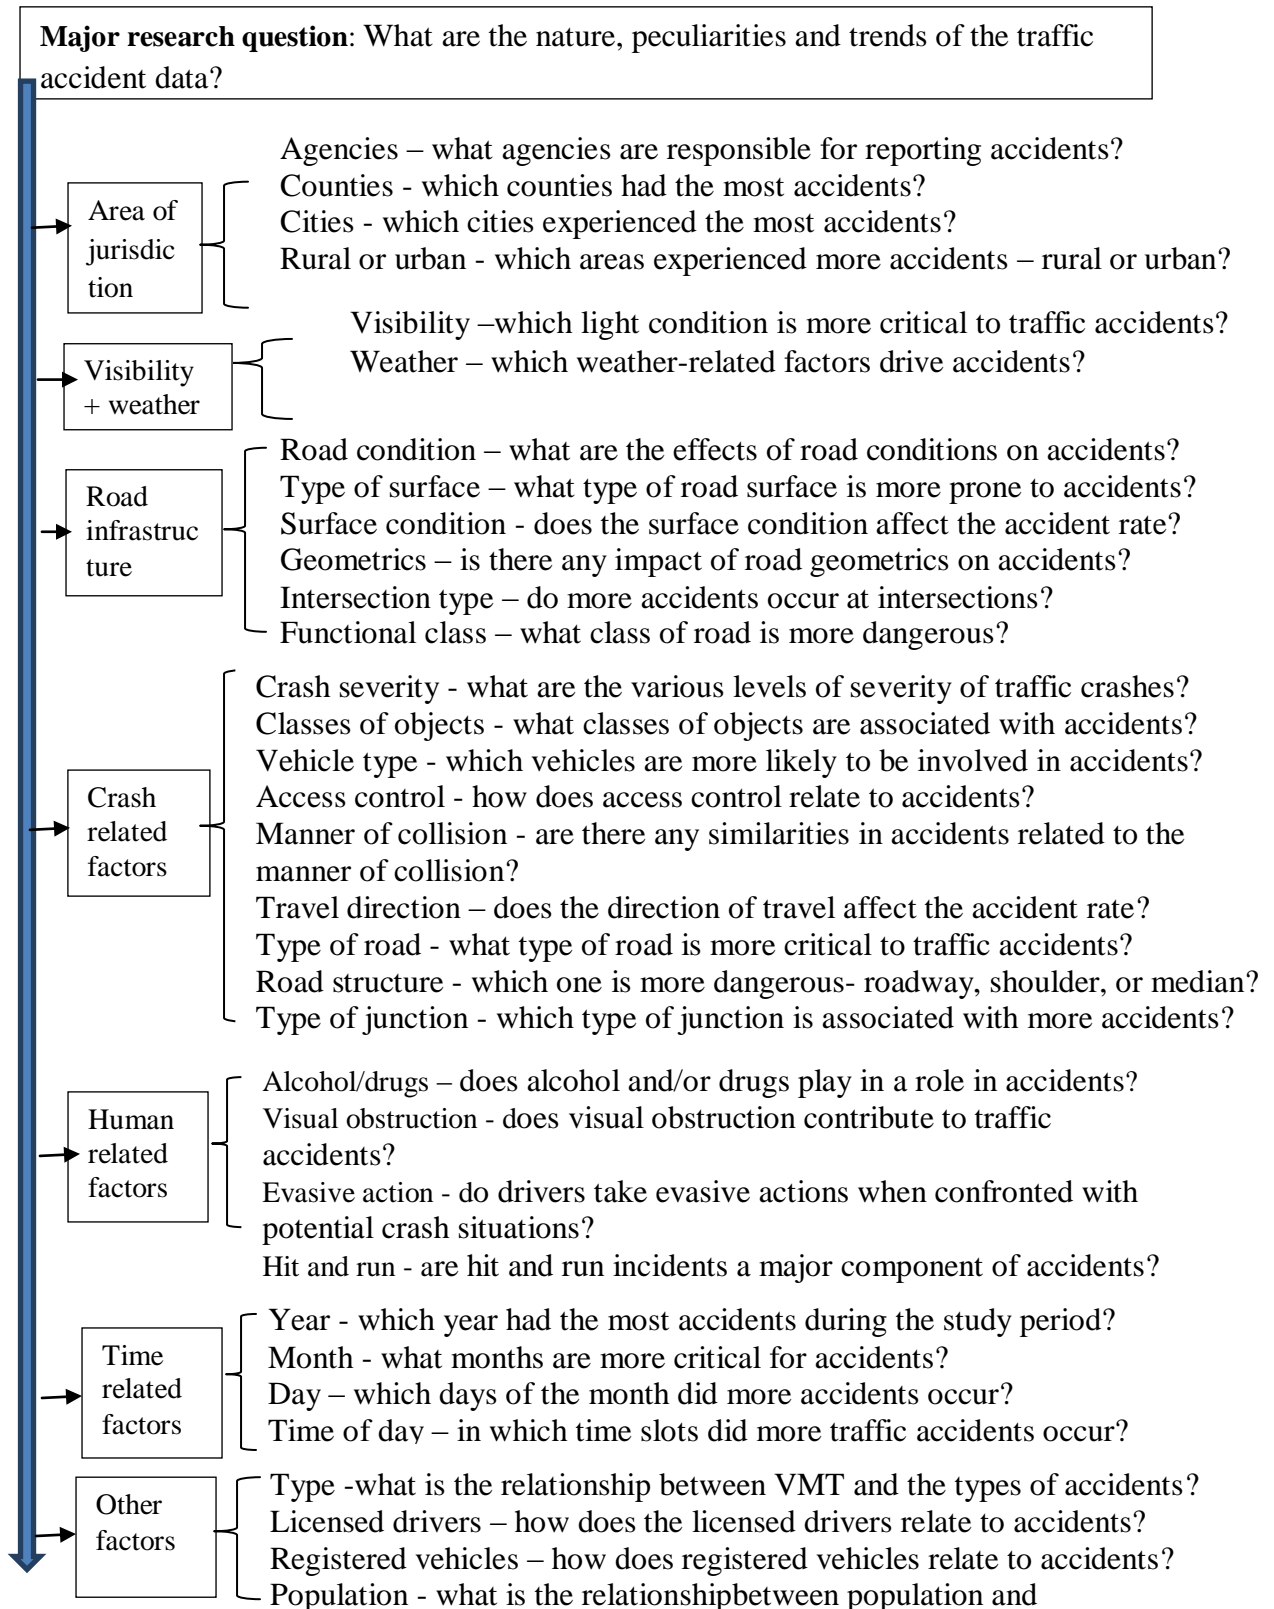 Major research question: What are the nature, peculiarities and trends of the traffic
accident data?
Agencies – what agencies are responsible for reporting accidents?
Counties - which counties had the most accidents?
Cities - which cities experienced the most accidents?
Rural or urban - which areas experienced more accidents – rural or urban?
Area of
jurisdic
tion
Visibility –which light condition is more critical to traffic accidents?
Weather – which weather-related factors drive accidents?
Visibility
+ weather
Road condition – what are the effects of road conditions on accidents?
Type of surface – what type of road surface is more prone to accidents?
Surface condition - does the surface condition affect the accident rate?
Geometrics – is there any impact of road geometrics on accidents?
Intersection type – do more accidents occur at intersections?
Functional class – what class of road is more dangerous?
Road
infrastruc
ture
Crash severity - what are the various levels of severity of traffic crashes?
Classes of objects - what classes of objects are associated with accidents?
Vehicle type - which vehicles are more likely to be involved in accidents?
Access control - how does access control relate to accidents?
Manner of collision - are there any similarities in accidents related to the
manner of collision?
Travel direction – does the direction of travel affect the accident rate?
Type of road - what type of road is more critical to traffic accidents?
Road structure - which one is more dangerous- roadway, shoulder, or median?
Type of junction - which type of junction is associated with more accidents?
Crash
related
factors
Alcohol/drugs – does alcohol and/or drugs play in a role in accidents?
Visual obstruction - does visual obstruction contribute to traffic
accidents?
Evasive action - do drivers take evasive actions when confronted with
potential crash situations?
Hit and run - are hit and run incidents a major component of accidents?
Human
related
factors
Year - which year had the most accidents during the study period?
Month - what months are more critical for accidents?
Day – which days of the month did more accidents occur?
Time of day – in which time slots did more traffic accidents occur?
Time
related
factors
Type -what is the relationship between VMT and the types of accidents?
Licensed drivers – how does the licensed drivers relate to accidents?
Registered vehicles – how does registered vehicles relate to accidents?
Population - what is the relationshipbetween population and
Other
factors